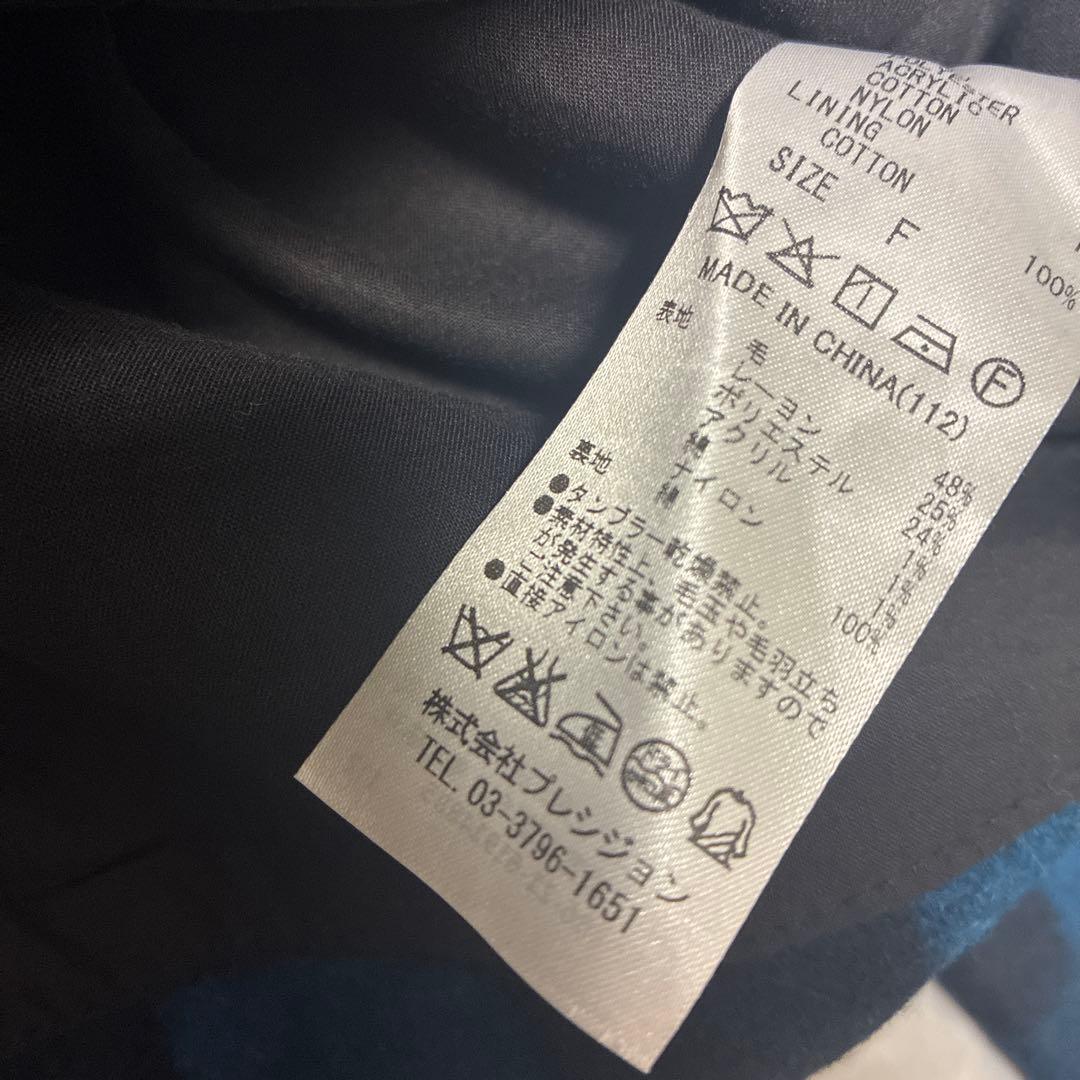 POLYESTER
ACRYLIC
COTTON
NYLON
LINING
COTTON 100%
SIZE F
MADE IN CHINA(112)
表地 毛 48%
レーヨン 25%
ポリエステル 24%
アクリル 1%
綿 1%
ナイロン 1%
裏地 綿 100%
●タンブラー乾燥禁止。
●素材特性上、毛玉や毛羽立ち
が発生する事がありますので
ご注意下さい。
●直接アイロンは禁止。
株式会社プレシジョン
TEL. 03-3796-1651